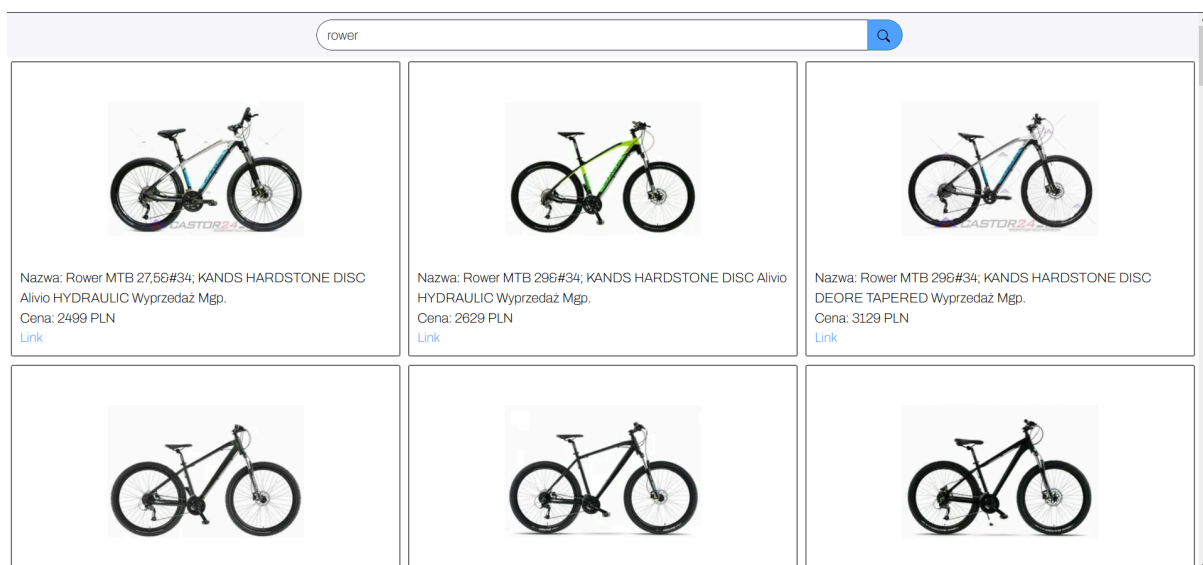 rower
CASTOR24
CASTOR24
Nazwa: Rower MTB 27,5&#34; KANDS HARDSTONE DISC
Alivio HYDRAULIC Wyprzedaż Mgp.
Cena: 2499 PLN
Link
Nazwa: Rower MTB 29&#34; KANDS HARDSTONE DISC Alivio
HYDRAULIC Wyprzedaż Mgp.
Cena: 2629 PLN
Link
Nazwa: Rower MTB 29&#34; KANDS HARDSTONE DISC
DEORE TAPERED Wyprzedaż Mgp.
Cena: 3129 PLN
Link